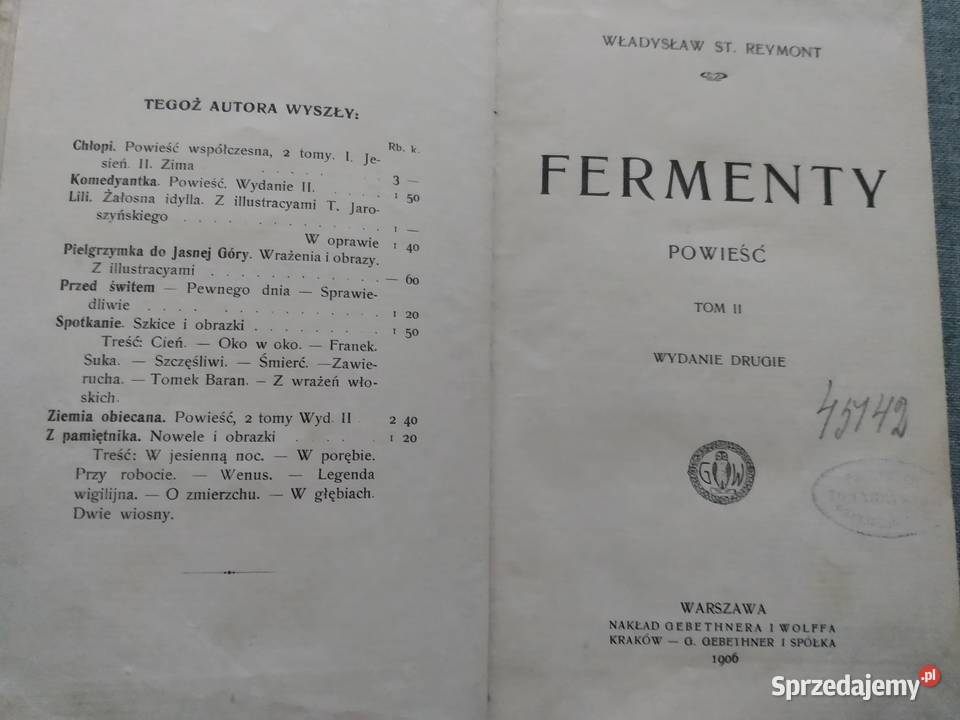 TEGOŻ AUTORA WYSZŁY:
Rb. k.
Chłopi. Powieść współczesna, 2 tomy. I. Je-
sień. II. Zima 3 —
Komedyantka. Powieść. Wydanie II. . . . . 1 50
Lili. Żałosna idylla. Z illustracyami T. Jaro-
szyńskiego . . . . . . . . 1 —
W oprawie 1 40
Pielgrzymka do Jasnej Góry. Wrażenia i obrazy.
Z illustracyami . . . . . . . . . — 60
Przed świtem — Pewnego dnia — Sprawie-
dliwie . . . . . . . . . . 1 20
Spotkanie. Szkice i obrazki . . . . . . . 1 50
Treść: Cień. — Oko w oko. — Franek.
Suka. — Szczęśliwi. — Śmierć. —Zawie-
rucha. — Tomek Baran. — Z wrażeń wło-
skich.
Ziemia obiecana. Powieść, 2 tomy Wyd. II 2 40
Z pamiętnika. Nowele i obrazki . . . . 1 20
Treść: W jesienną noc. — W porębie.
Przy robocie. — Wenus. — Legenda
wigilijna. — O zmierzchu. — W głębiach.
Dwie wiosny.
WŁADYSŁAW ST. REYMONT
FERMENTY
POWIEŚĆ
TOM II
WYDANIE DRUGIE
45142
G W
WARSZAWA
NAKŁAD GEBETHNERA I WOLFFA
KRAKÓW — G. GEBETHNER I SPÓŁKA
1906
Sprzedajemy.pl